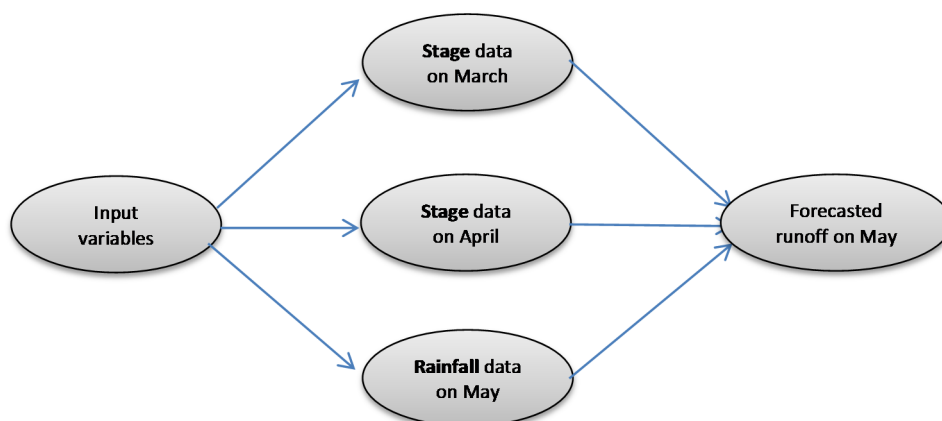 Stage data
on March
Input
variables
Stage data
on April
Forecasted
runoff on May
Rainfall data
on May